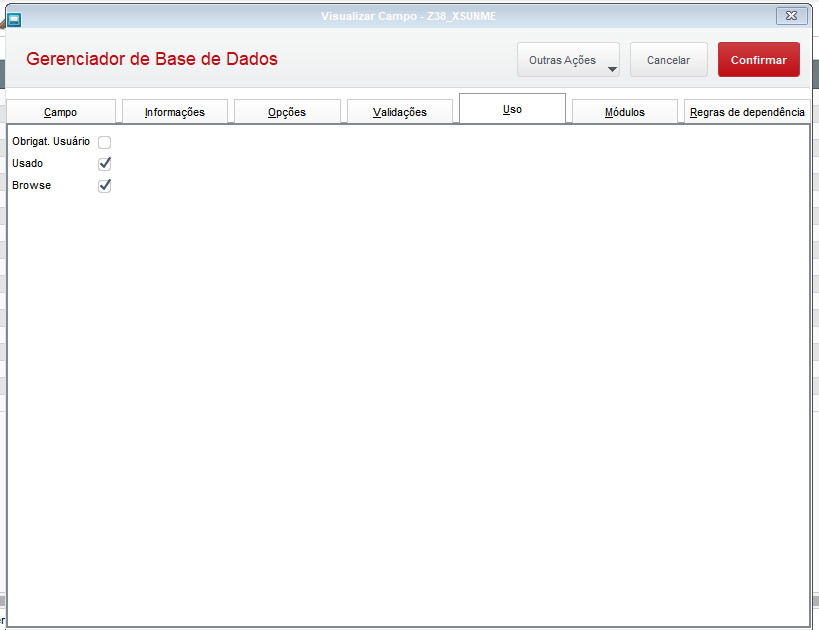 Visualizar Campo - Z38_XSUNME
Gerenciador de Base de Dados
Outras Ações
Cancelar
Confirmar
Campo
Informações
Opções
Validações
Uso
Módulos
Regras de dependência
Obrigat. Usuário
Usado
Browse